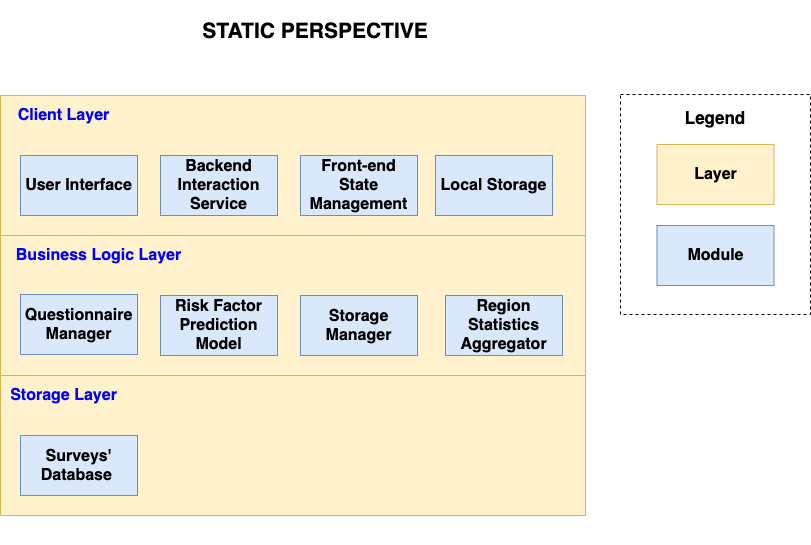 STATIC PERSPECTIVE
Client Layer
User Interface
Backend
Interaction
Service
Front-end
State
Management
Local Storage
Business Logic Layer
Questionnaire
Manager
Risk Factor
Prediction
Model
Storage
Manager
Region
Statistics
Aggregator
Storage Layer
Surveys'
Database
Legend
Layer
Module